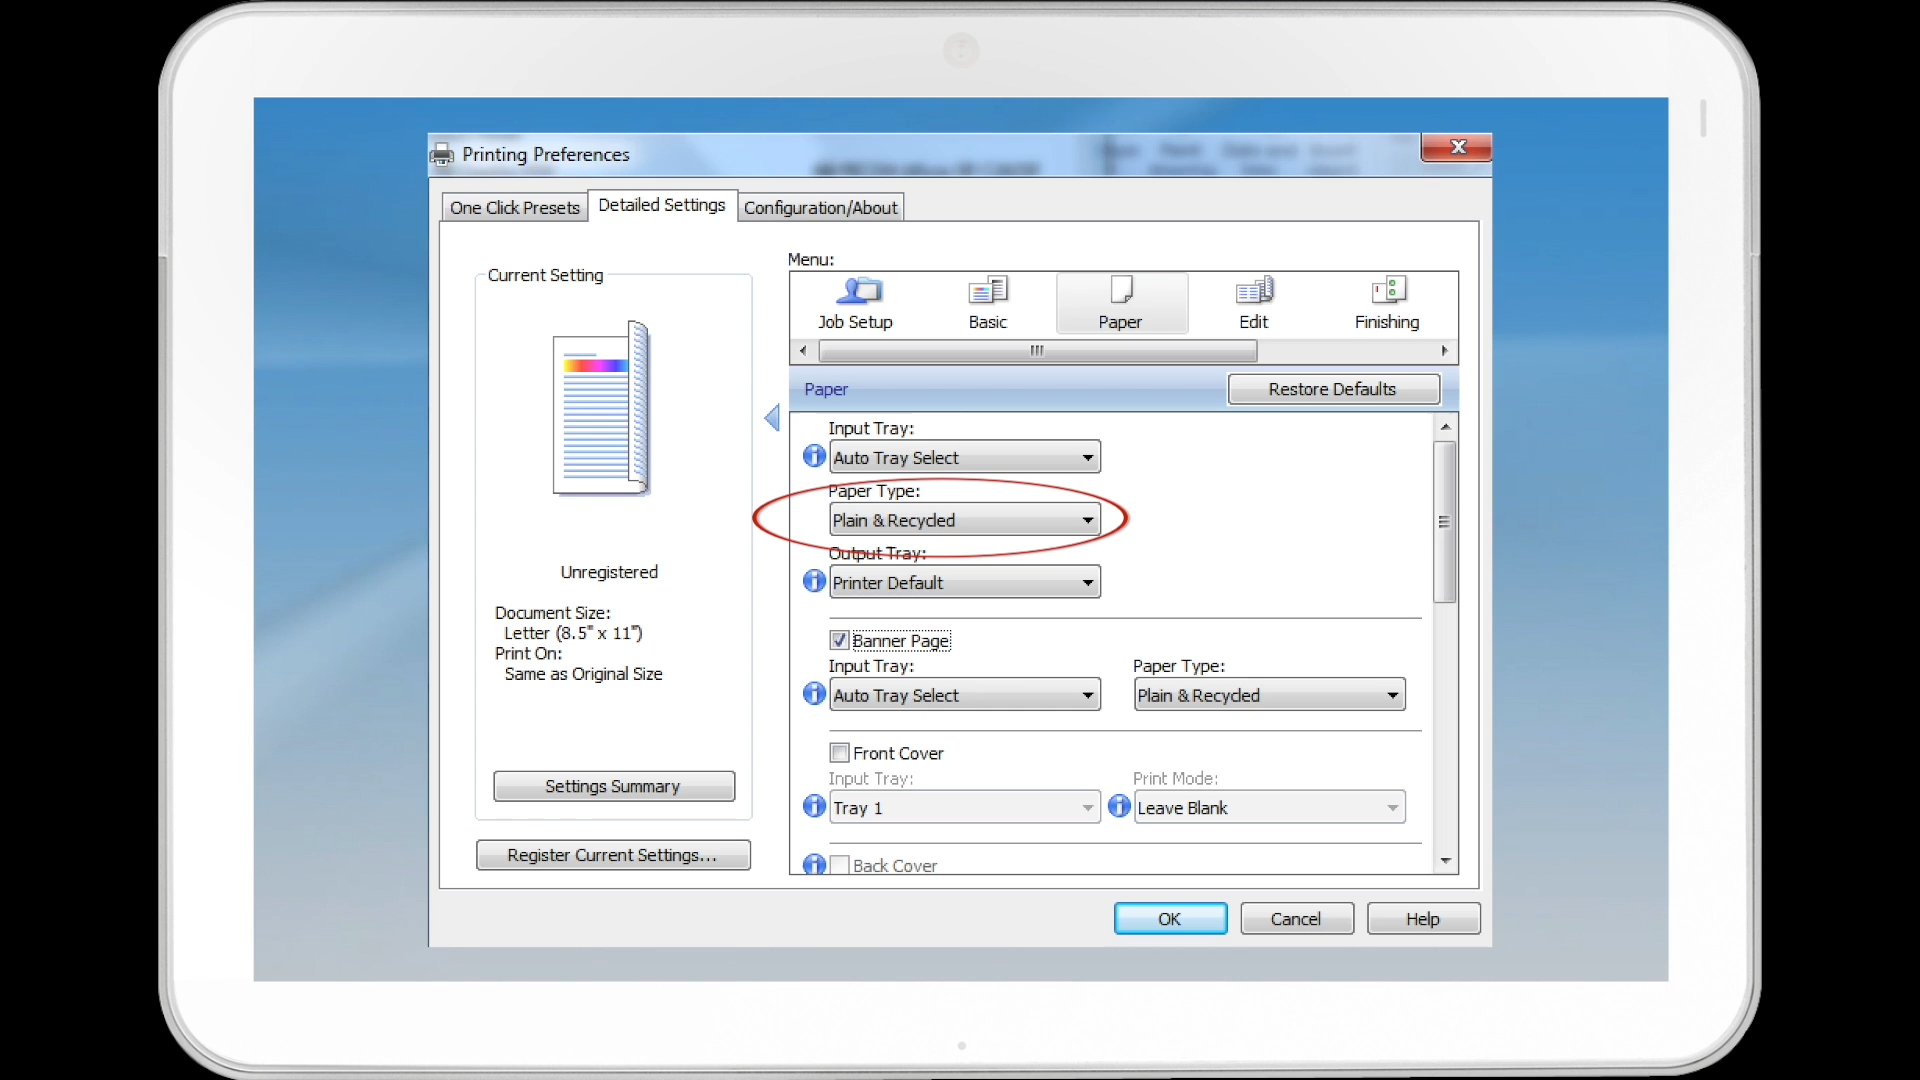 Printing Preferences
One Click Presets
Detailed Settings
Configuration/About
Current Setting
Unregistered
Document Size:
Letter (8.5" x 11")
Print On:
Same as Original Size
Settings Summary
Register Current Settings...
Menu:
Job Setup
Basic
Paper
Edit
Finishing
Paper
Restore Defaults
Input Tray:
Auto Tray Select
Paper Type:
Plain & Recycled
Output Tray:
Printer Default
Banner Page
Input Tray:
Paper Type:
Auto Tray Select
Plain & Recycled
Front Cover
Input Tray:
Print Mode:
Tray 1
Leave Blank
Back Cover
OK
Cancel
Help